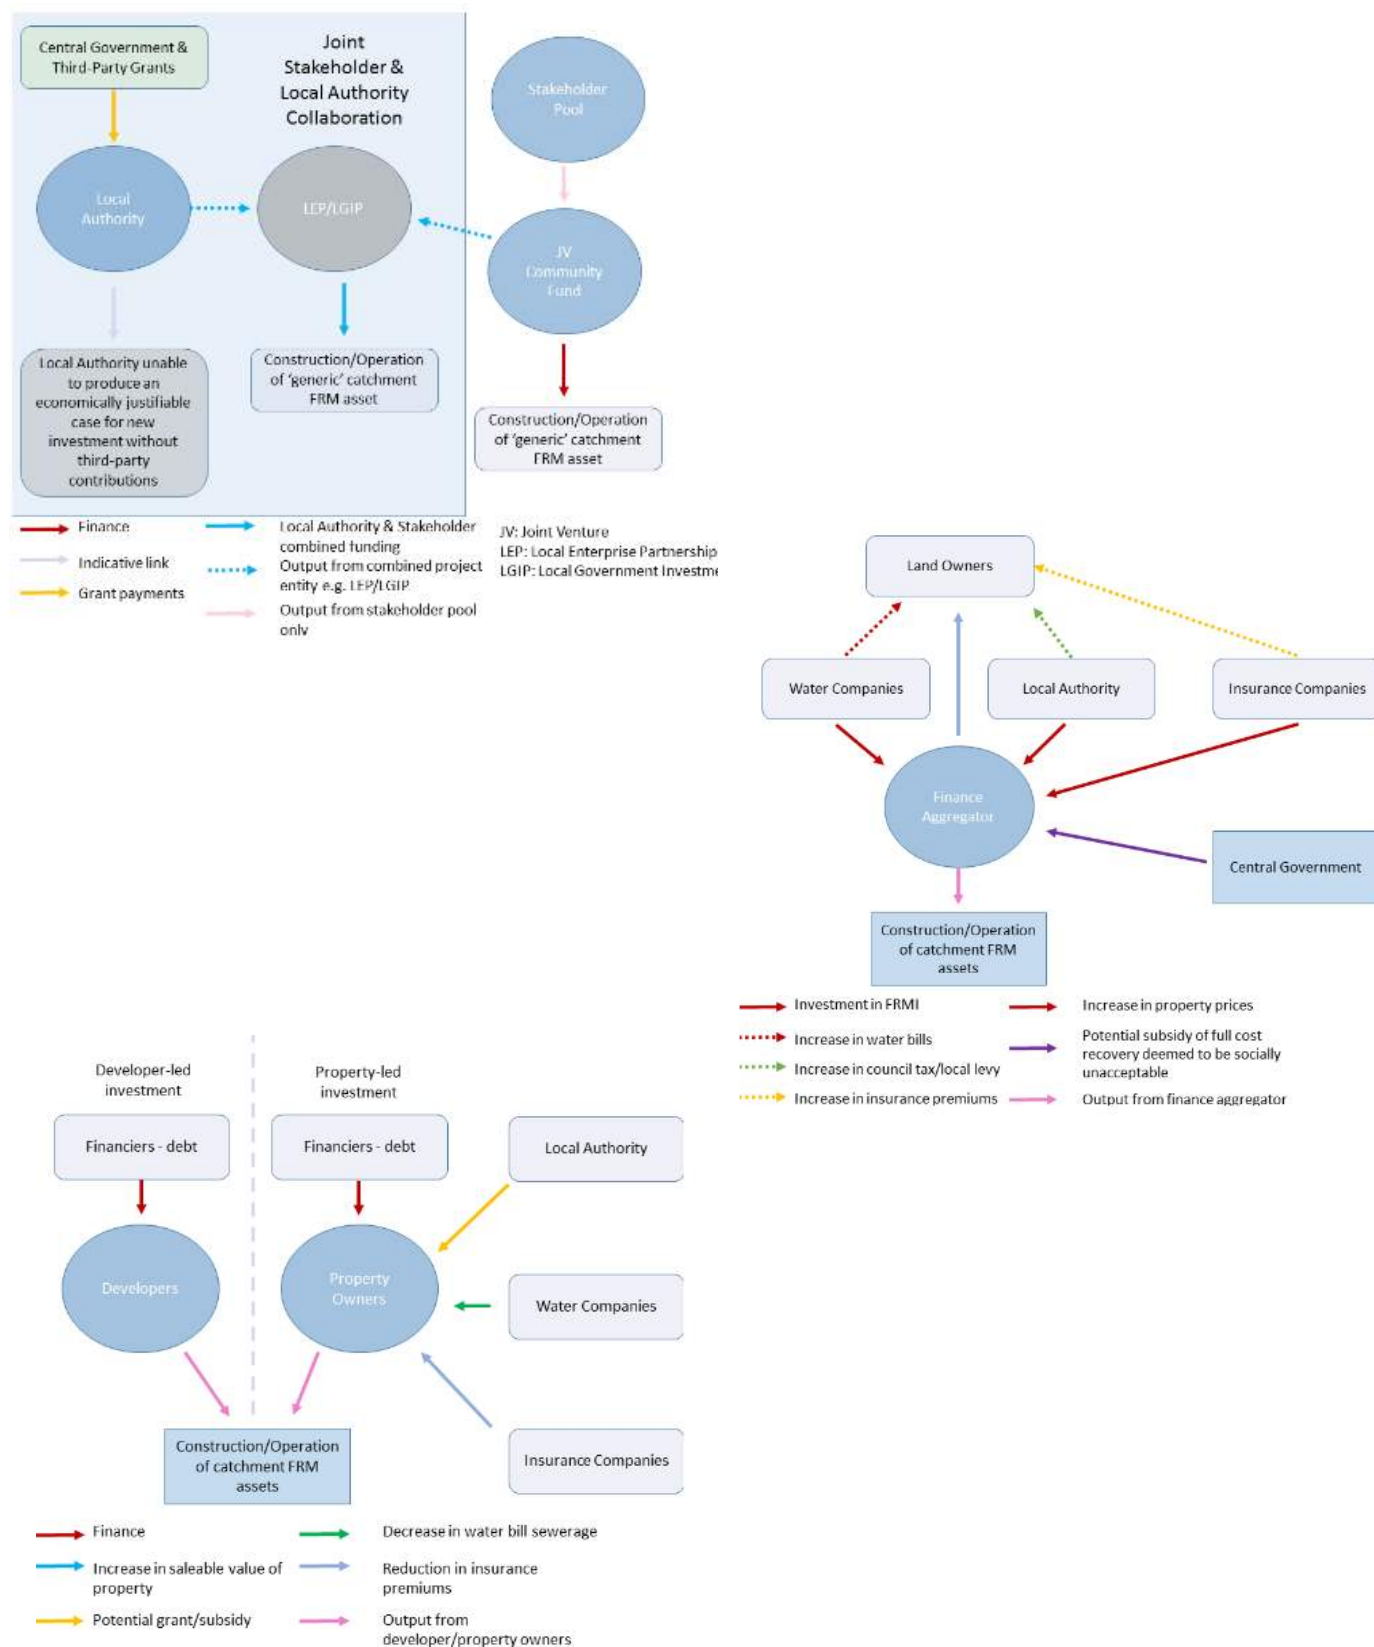 Central Government &
Third-Party Grants
Joint
Stakeholder &
Local Authority
Collaboration
Stakeholder
Pool
Local
Authority
LEP/LGIP
JV
Community
Fund
Local Authority unable
to produce an
economically justifiable
case for new
investment without
third-party
contributions
Construction/Operation
of 'generic' catchment
FRM asset
Construction/Operation
of 'generic' catchment
FRM asset
Finance
Indicative link
Grant payments
Local Authority & Stakeholder
combined funding
Output from combined project
entity e.g. LEP/LGIP
Output from stakeholder pool
only
JV: Joint Venture
LEP: Local Enterprise Partnership
LGIP: Local Government Investme
Land Owners
Water Companies
Local Authority
Insurance Companies
Finance
Aggregator
Central Government
Construction/Operation
of catchment FRM
assets
Investment in FRMI
Increase in water bills
Increase in council tax/local levy
Increase in insurance premiums
Increase in property prices
Potential subsidy of full cost
recovery deemed to be socially
unacceptable
Output from finance aggregator
Developer-led
investment
Property-led
investment
Financiers - debt
Financiers - debt
Local Authority
Developers
Property
Owners
Water Companies
Construction/Operation
of catchment FRM
assets
Insurance Companies
Finance
Increase in saleable value of
property
Potential grant/subsidy
Decrease in water bill sewerage
Reduction in insurance
premiums
Output from
developer/property owners